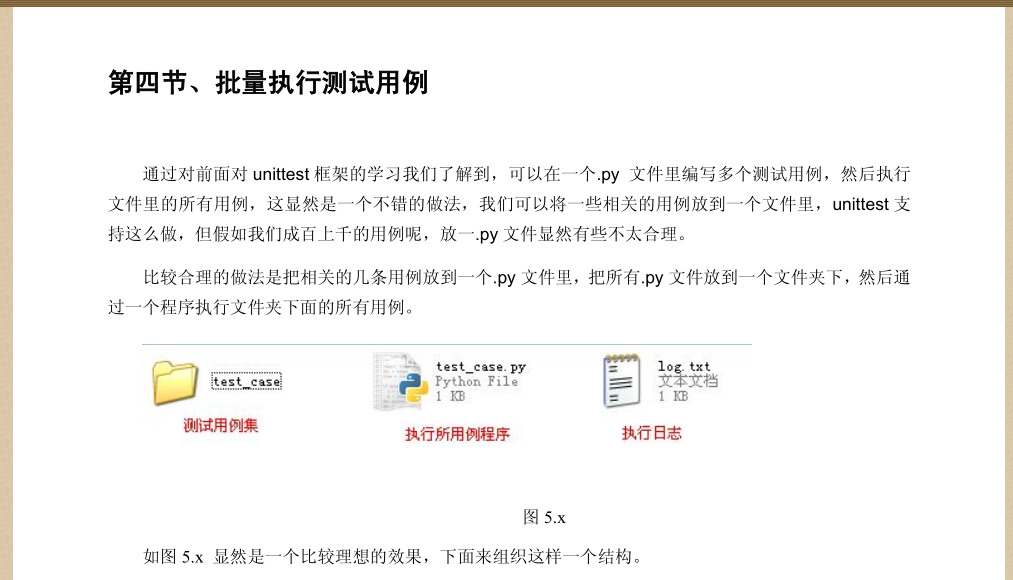 第四节、批量执行测试用例
通过对前面对 unittest 框架的学习我们了解到，可以在一个.py 文件里编写多个测试用例，然后执行
文件里的所有用例，这显然是一个不错的做法，我们可以将一些相关的用例放到一个文件里，unittest 支
持这么做，但假如我们成百上千的用例呢，放一.py 文件显然有些不太合理。
比较合理的做法是把相关的几条用例放到一个.py 文件里，把所有.py 文件放到一个文件夹下，然后通
过一个程序执行文件夹下面的所有用例。
test_case
测试用例集
test_case.py
Python File
1 KB
执行所用例程序
log.txt
文本文档
1 KB
执行日志
图 5.x
如图 5.x 显然是一个比较理想的效果，下面来组织这样一个结构。